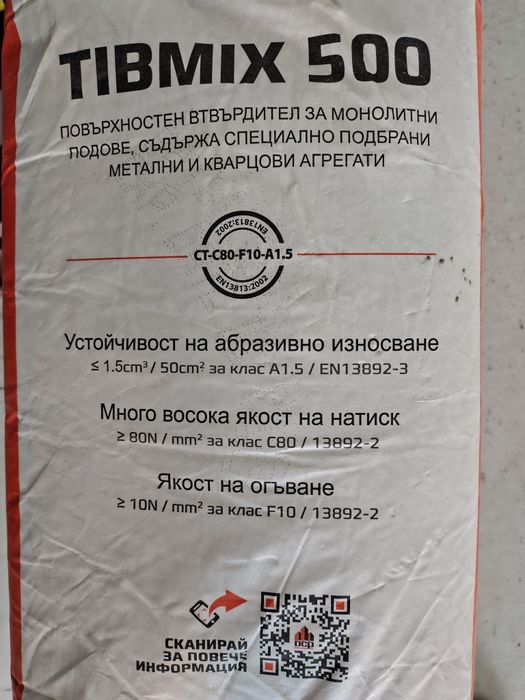 TIBMIX 500
ПОВЪРХНОСТЕН ВТВЪРДИТЕЛ ЗА МОНОЛИТНИ
ПОДОВЕ, СЪДЪРЖА СПЕЦИАЛНО ПОДБРАНИ
МЕТАЛНИ И КВАРЦОВИ АГРЕГАТИ
EN13813:2002
CT-C80-F10-A1.5
EN13813:2002
Устойчивост на абразивно износване
≤ 1.5cm³ / 50cm² за клас A1.5 / EN13892-3
Много восока якост на натиск
≥ 80N / mm² за клас C80 / 13892-2
Якост на огъване
≥ 10N / mm² за клас F10 / 13892-2
СКАНИРАЙ
ЗА ПОВЕЧЕ
ИНФОРМАЦИЯ
DCP